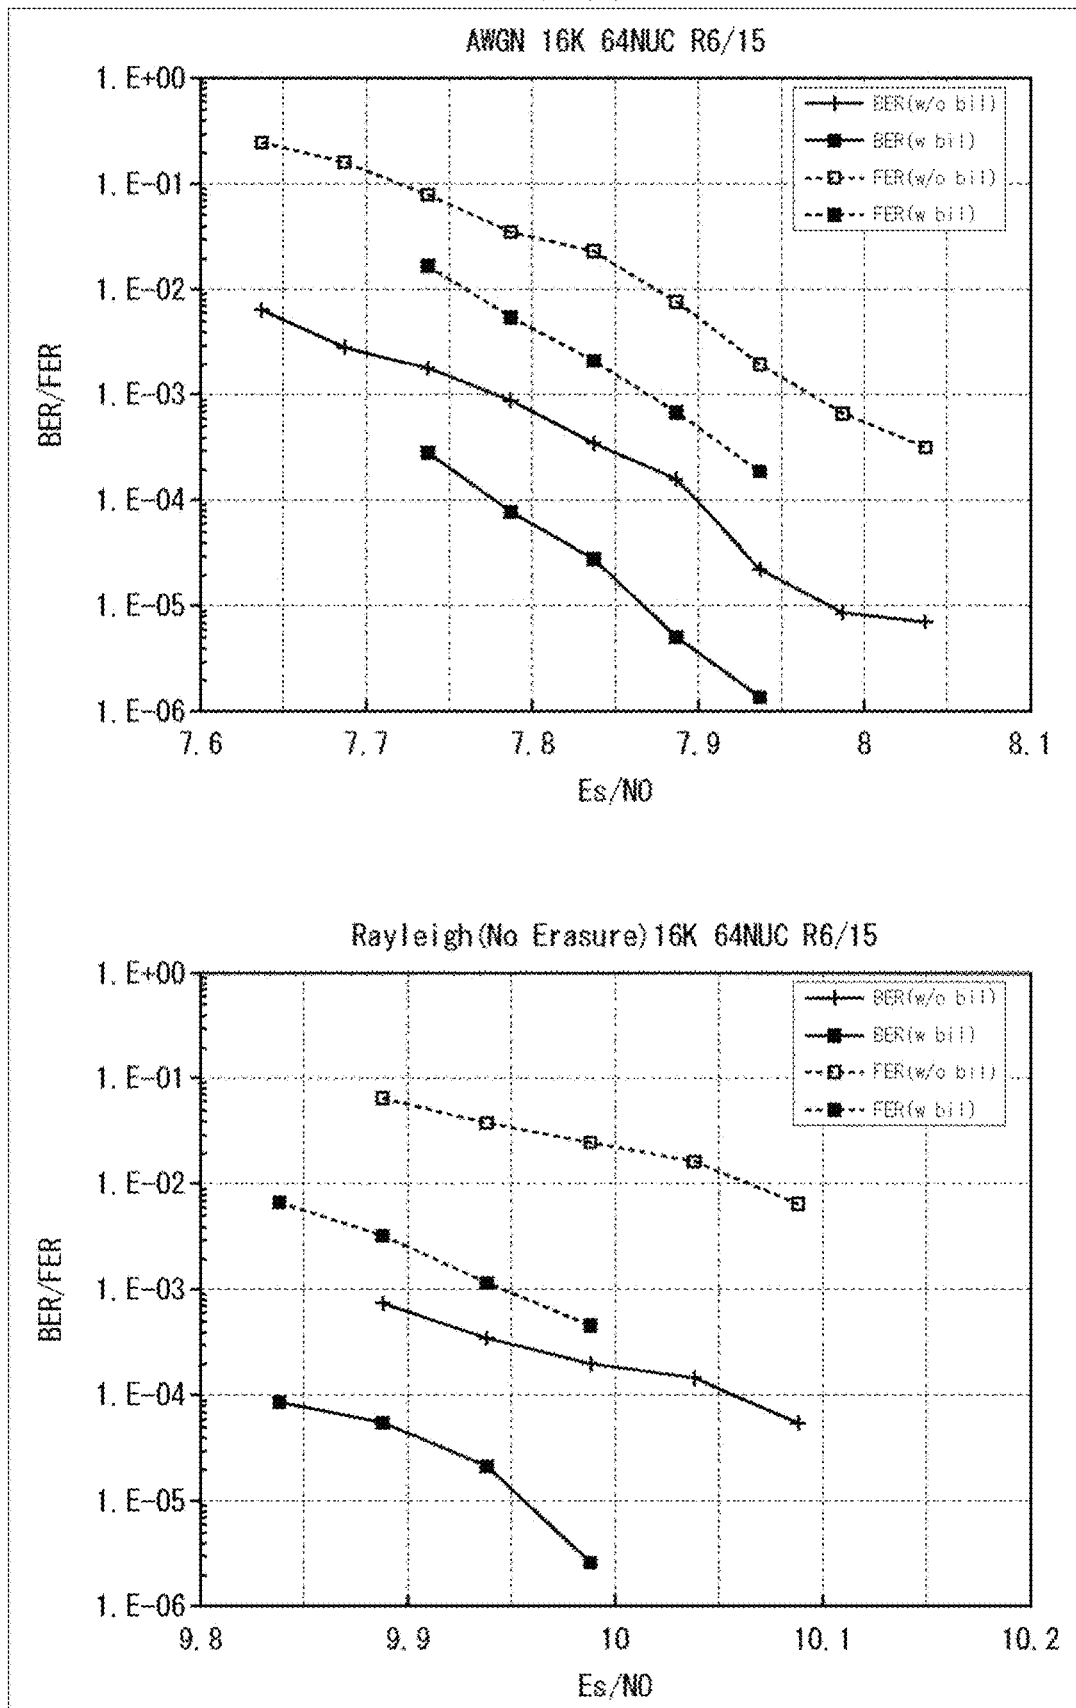 AWGN 16K 64NUC R6/15
1.E+00
1.E-01
1.E-02
1.E-03
1.E-04
1.E-05
1.E-06
BER/FER
BER(w/o bil)
BER(w bil)
FER(w/o bil)
FER(w bil)
7.6 7.7 7.8 7.9 8 8.1
Es/N0
Rayleigh(No Erasure)16K 64NUC R6/15
1.E+00
1.E-01
1.E-02
1.E-03
1.E-04
1.E-05
1.E-06
BER/FER
BER(w/o bil)
BER(w bil)
FER(w/o bil)
FER(w bil)
9.8 9.9 10 10.1 10.2
Es/N0